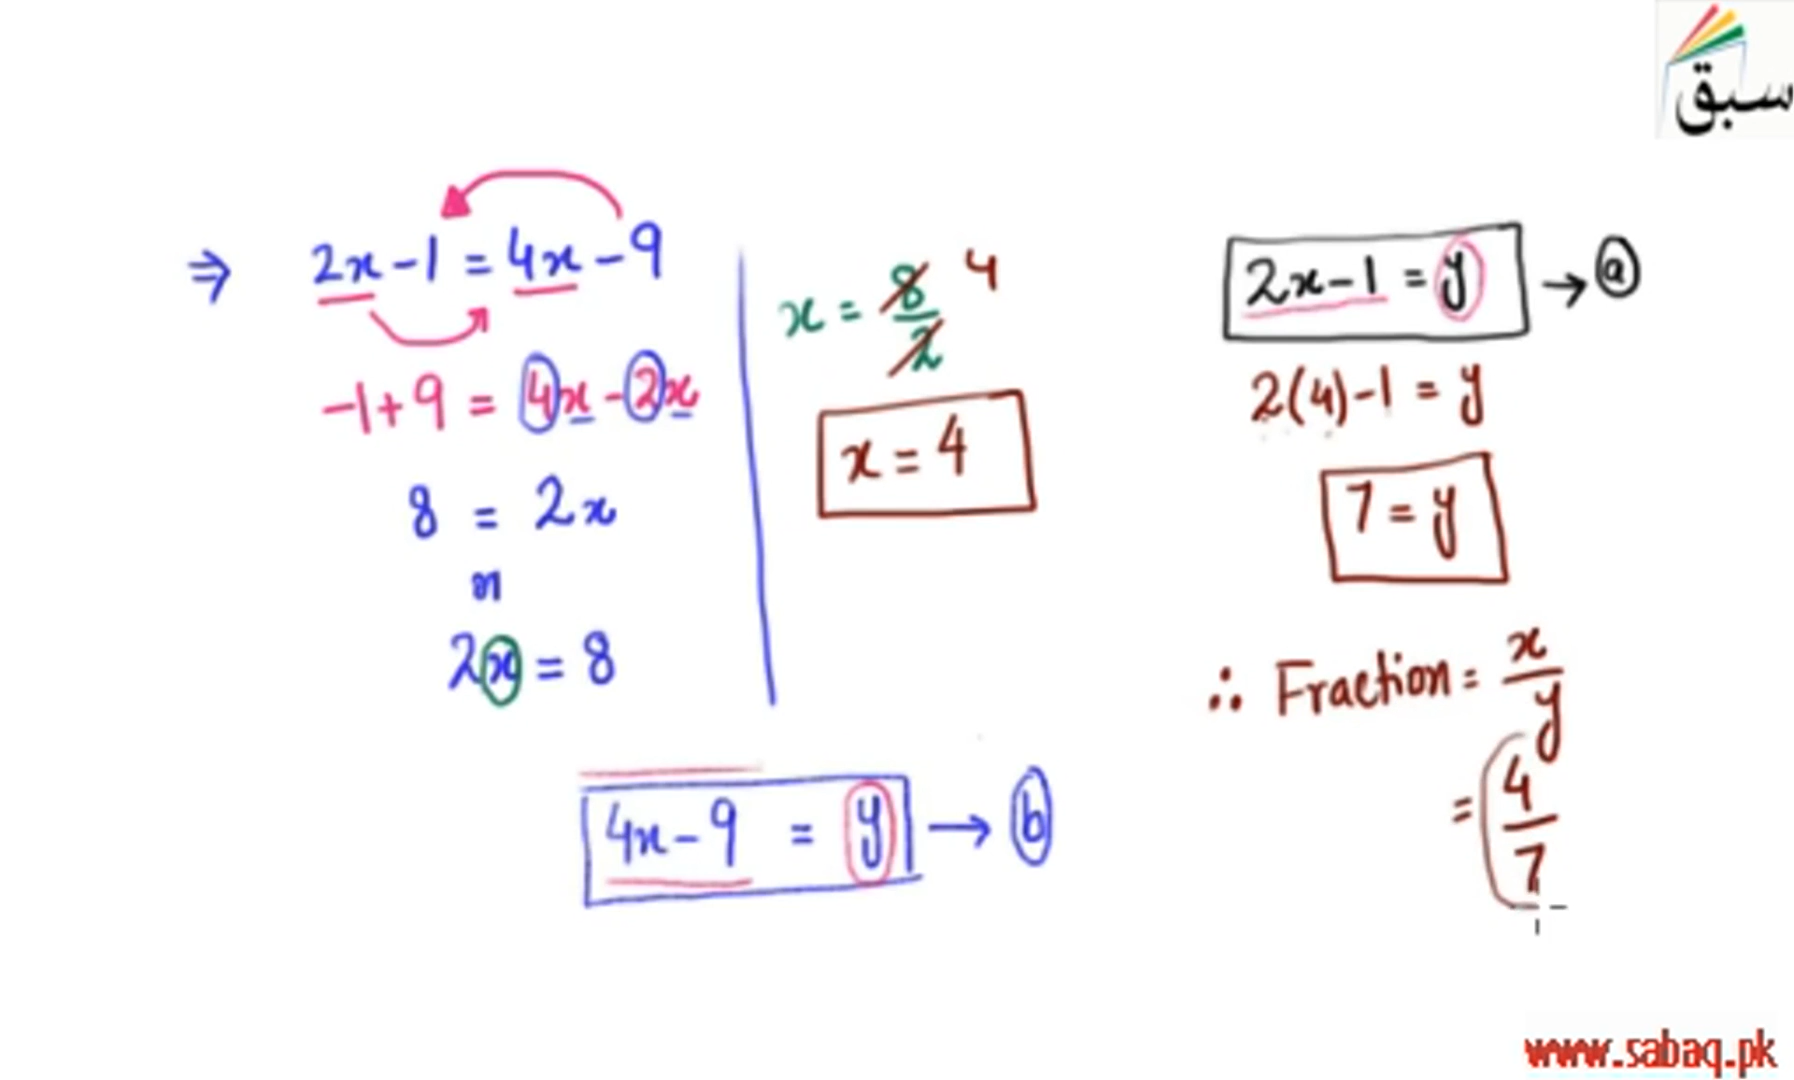 سبق
⇒ 2x-1 = 4x-9
-1+9 = 4x-2x
8 = 2x
or
2x = 8
x = 8/2 4
x = 4
4x-9 = y → b
2x-1 = y → a
2(4)-1 = y
7 = y
∴ Fraction = x/y
= 4/7
www.sabaq.pk